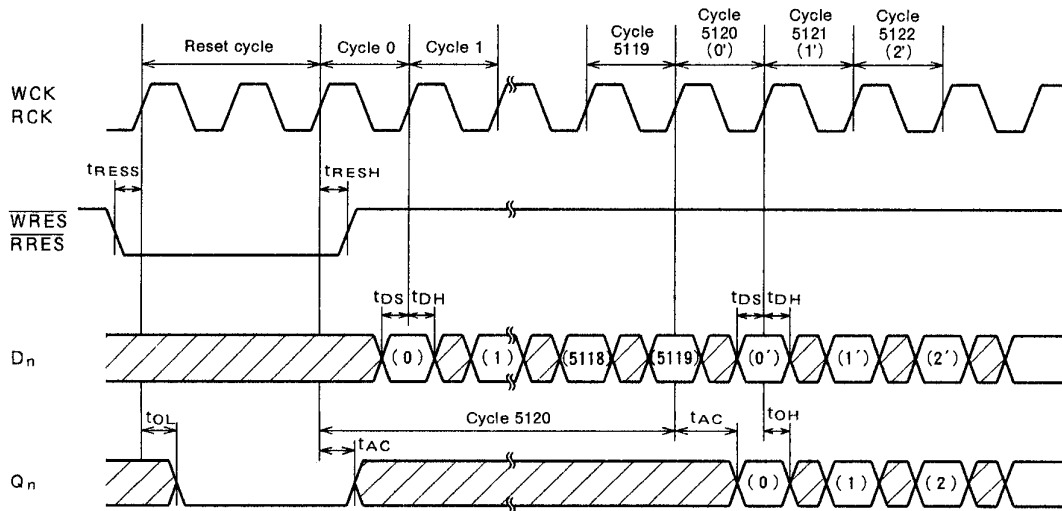 Reset cycle
Cycle 0
Cycle 1
Cycle
5119
Cycle
5120
(0')
Cycle
5121
(1')
Cycle
5122
(2')
WCK
RCK
tRESS
tRESH
WRES
RRES
tDS
tDH
tDS
tDH
Dn
(0)
(1)
(5118)
(5119)
(0')
(1')
(2')
tOL
tAC
Cycle 5120
tAC
tOH
Qn
(0)
(1)
(2)